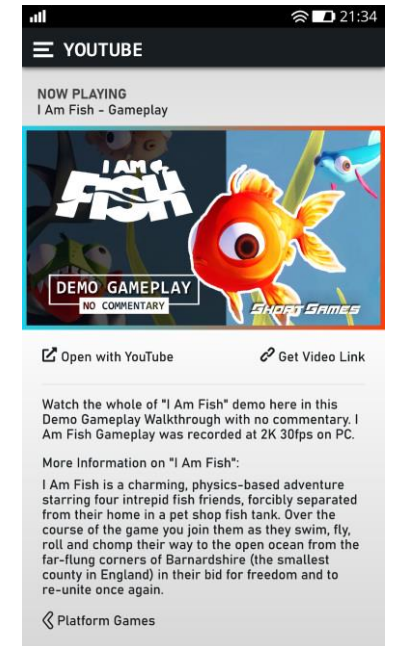 21:34
YOUTUBE
NOW PLAYING
I Am Fish - Gameplay
I AM
FISH
DEMO GAMEPLAY
NO COMMENTARY
SHORT GAMES
Open with YouTube
Get Video Link
Watch the whole of "I Am Fish" demo here in this
Demo Gameplay Walkthrough with no commentary. I
Am Fish Gameplay was recorded at 2K 30fps on PC.
More Information on "I Am Fish":
I Am Fish is a charming, physics-based adventure
starring four intrepid fish friends, forcibly separated
from their home in a pet shop fish tank. Over the
course of the game you join them as they swim, fly,
roll and chomp their way to the open ocean from the
far-flung corners of Barnardshire (the smallest
county in England) in their bid for freedom and to
re-unite once again.
Platform Games